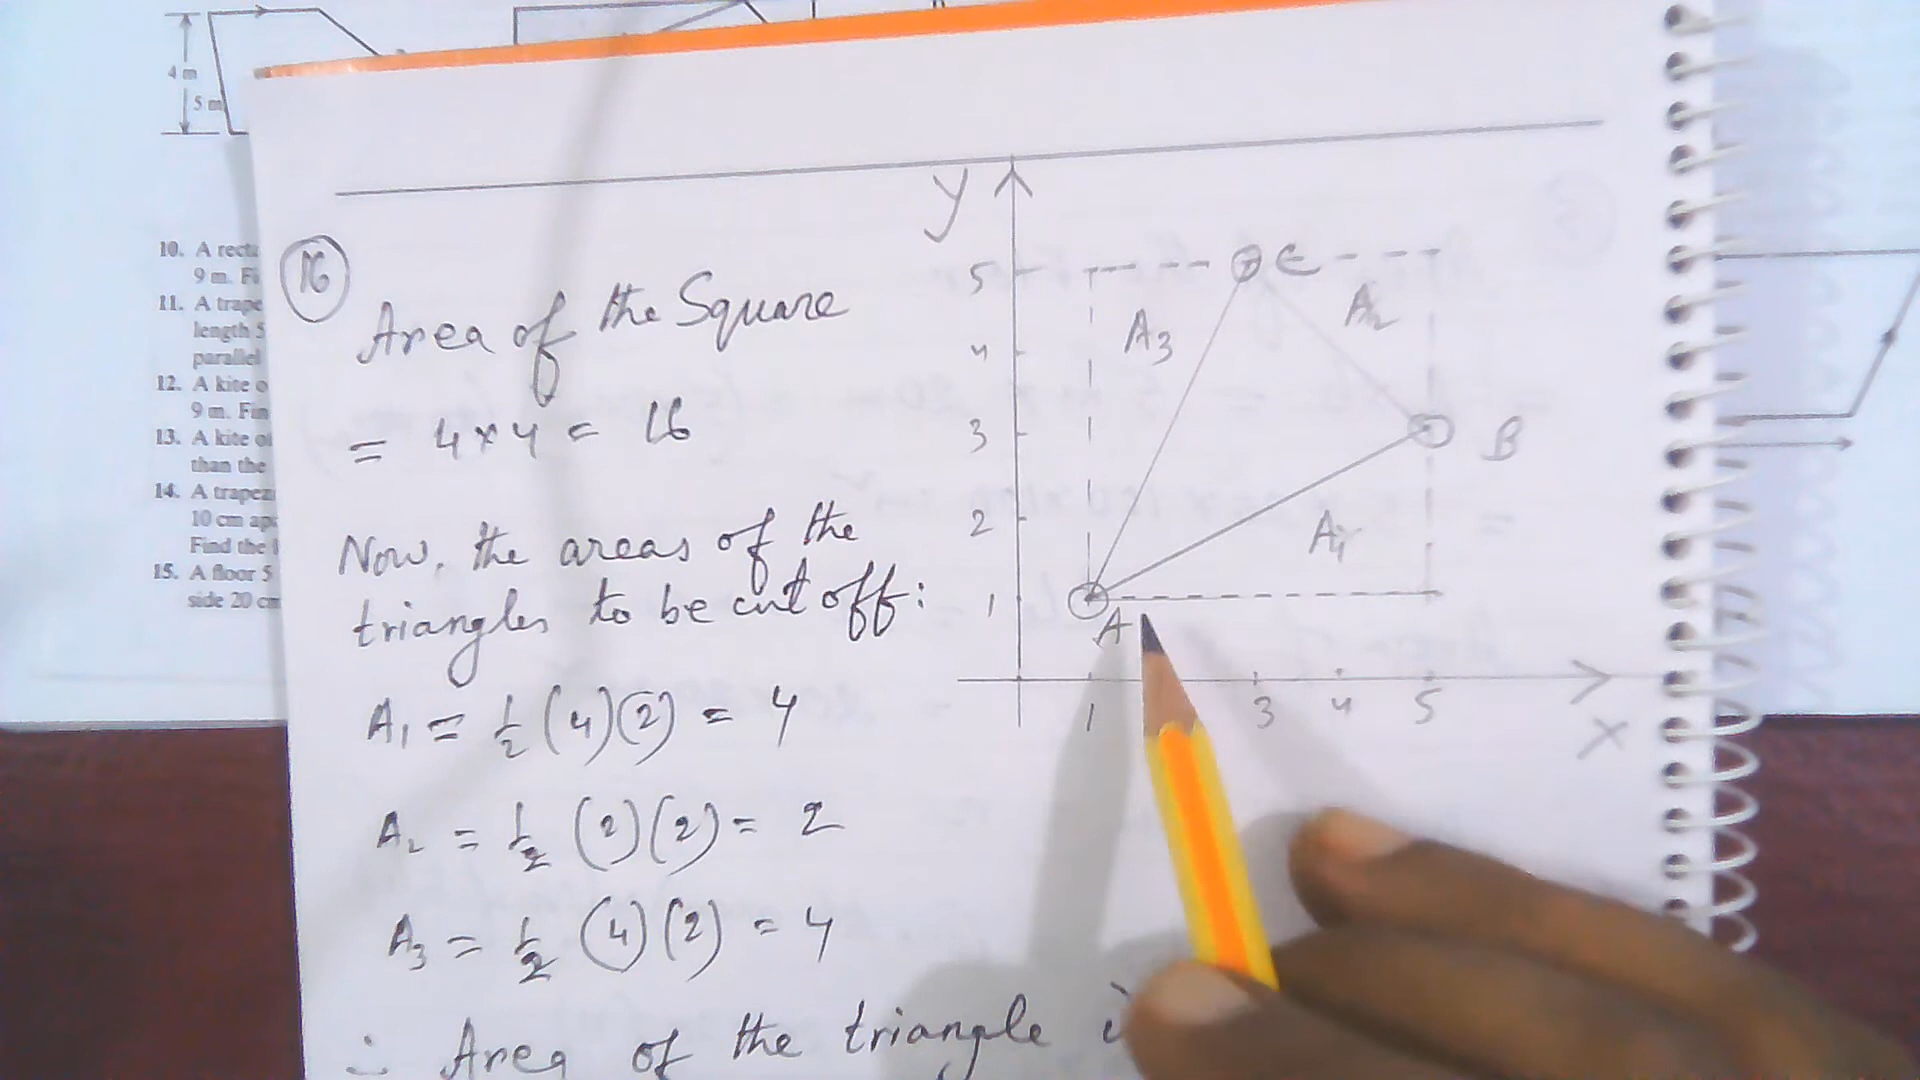 4 m
5 m
10. A recta
9 m. Fi
11. A trape
length 5
parallel
12. A kite o
9 m. Fin
13. A kite o
than the
14. A trapez
10 cm ap
Find the
15. A floor 5
side 20 cm
16
Area of the Square
= 4 x 4 = 16
Now, the areas of the
triangles to be cut off:
A₁ = ½ (4)(2) = 4
A₂ = ½ (2)(2) = 2
A₃ = ½ (4)(2) = 4
∴ Area of the triangle i
y
5
4
3
2
1
C
A₃
A₂
B
A₁
A
1
3
4
5
x